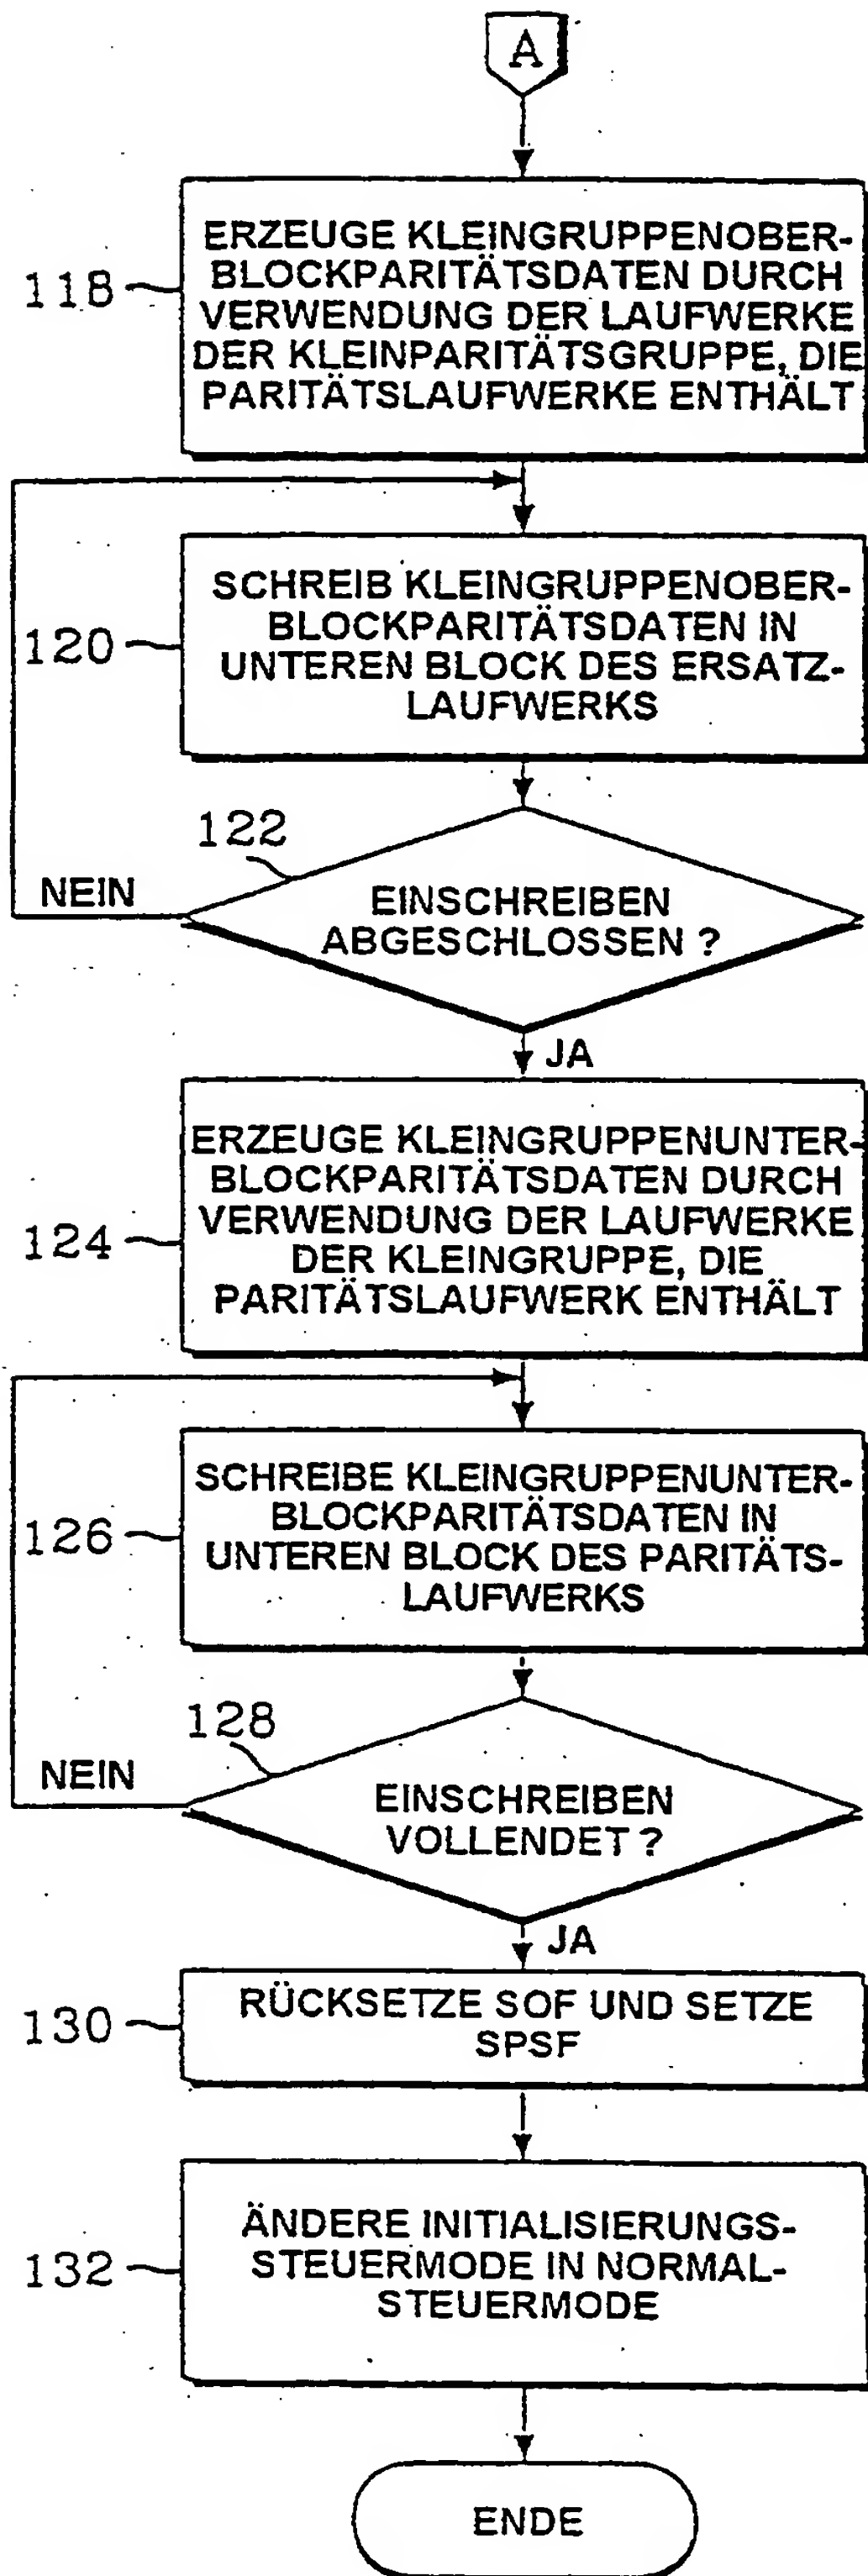 A
118
ERZEUGE KLEINGRUPPENOBER-
BLOCKPARITÄTSDATEN DURCH
VERWENDUNG DER LAUFWERKE
DER KLEINPARITÄTSGRUPPE, DIE
PARITÄTSLAUFWERKE ENTHÄLT
120
SCHREIB KLEINGRUPPENOBER-
BLOCKPARITÄTSDATEN IN
UNTEREN BLOCK DES ERSATZ-
LAUFWERKS
122
NEIN
EINSCHREIBEN
ABGESCHLOSSEN ?
JA
124
ERZEUGE KLEINGRUPPENUNTER-
BLOCKPARITÄTSDATEN DURCH
VERWENDUNG DER LAUFWERKE
DER KLEINGRUPPE, DIE
PARITÄTSLAUFWERK ENTHÄLT
126
SCHREIBE KLEINGRUPPENUNTER-
BLOCKPARITÄTSDATEN IN
UNTEREN BLOCK DES PARITÄTS-
LAUFWERKS
128
NEIN
EINSCHREIBEN
VOLLENDET ?
JA
130
RÜCKSETZE SOF UND SETZE
SPSF
132
ÄNDERE INITIALISIERUNGS-
STEUERMODE IN NORMAL-
STEUERMODE
ENDE